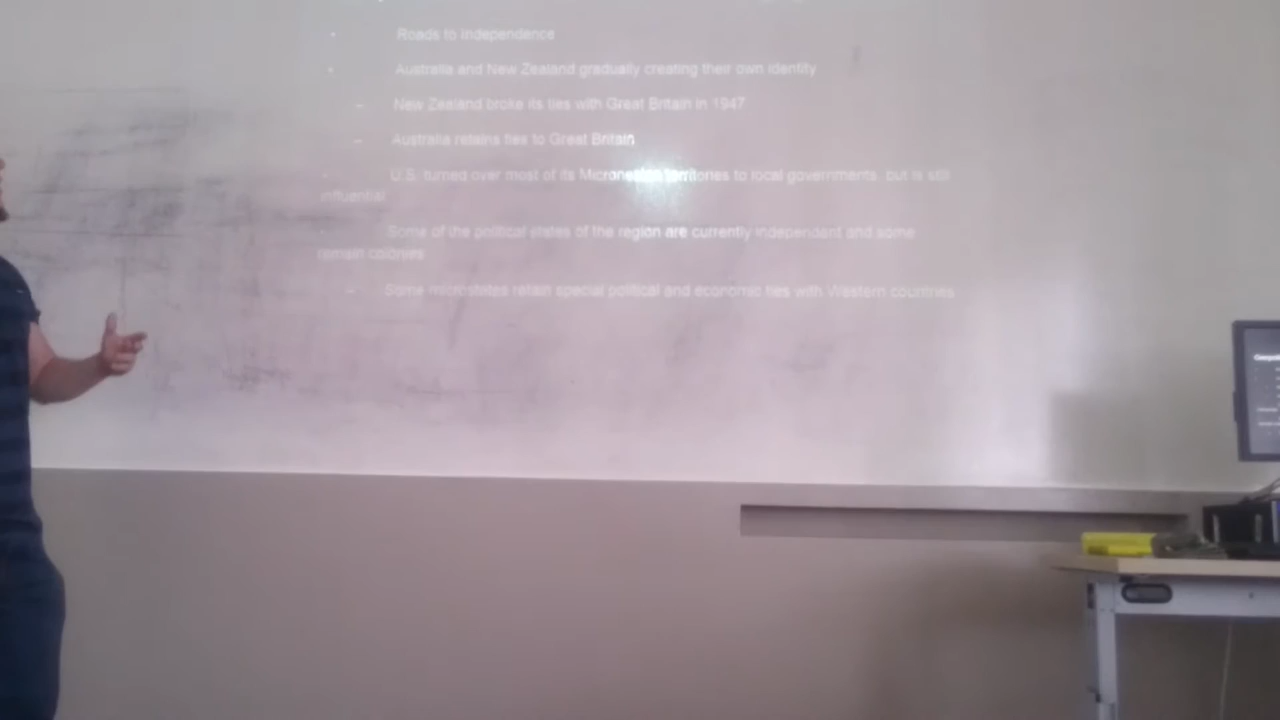 • Roads to Independence
• Australia and New Zealand gradually creating their own identity
– New Zealand broke its ties with Great Britain in 1947
– Australia retains ties to Great Britain
U.S. turned over most of its Micronesian territories to local governments, but is still
influential
Some of the political states of the region are currently independent and some
remain colonies
– Some microstates retain special political and economic ties with Western countries